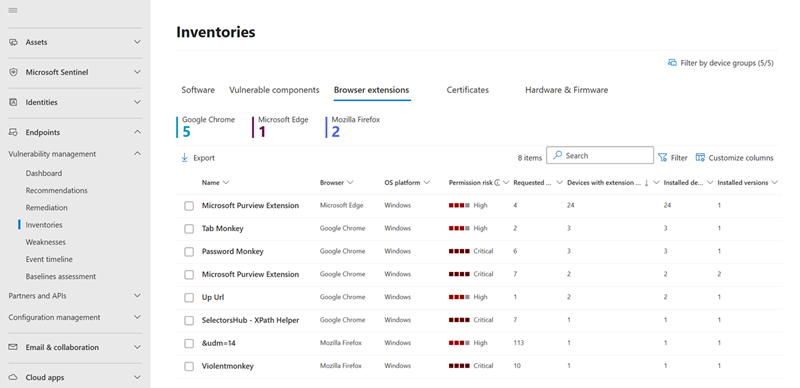 Inventories
Filter by device groups (5/5)
Assets
Microsoft Sentinel
Identities
Endpoints
Vulnerability management
Dashboard
Recommendations
Remediation
Inventories
Weaknesses
Event timeline
Baselines assessment
Partners and APIs
Configuration management
Email & collaboration
Cloud apps
Software Vulnerable components Browser extensions Certificates Hardware & Firmware
Google Chrome Microsoft Edge Mozilla Firefox
5 1 2
Export 8 items Search Filter Customize columns
Name Browser OS platform Permission risk Requested ... Devices with extension ... Installed de... Installed versions
Microsoft Purview Extension Microsoft Edge Windows High 4 24 24 1
Tab Monkey Google Chrome Windows High 2 3 3 1
Password Monkey Google Chrome Windows Critical 6 3 3 1
Microsoft Purview Extension Google Chrome Windows Critical 7 2 2 2
Up Url Google Chrome Windows High 1 2 2 1
SelectorsHub - XPath Helper Google Chrome Windows Critical 7 1 1 1
&udm=14 Mozilla Firefox Windows High 113 1 1 1
Violentmonkey Mozilla Firefox Windows Critical 10 1 1 1